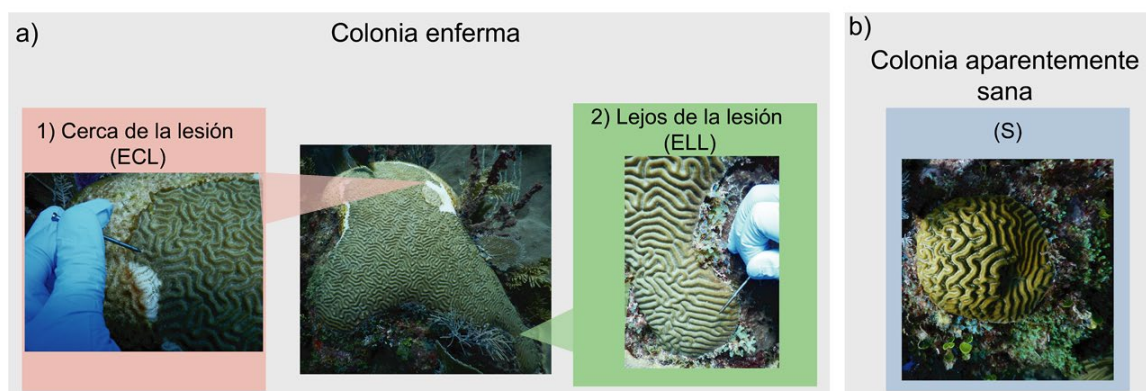 a)
Colonia enferma
1) Cerca de la lesión
(ECL)
2) Lejos de la lesión
(ELL)
b)
Colonia aparentemente
sana
(S)